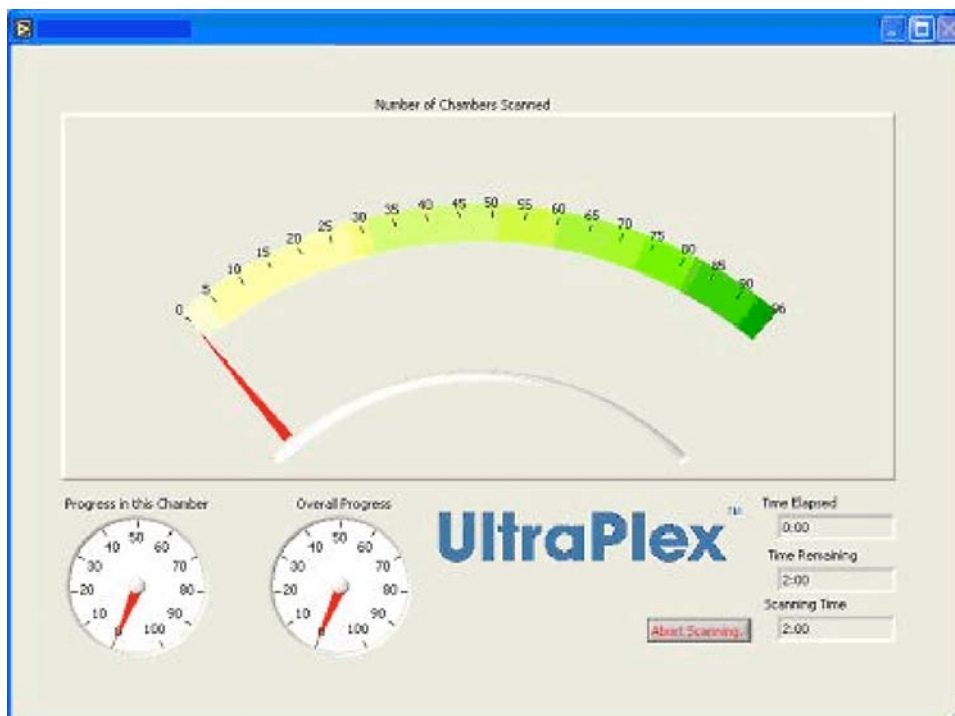 Number of Chambers Scanned
0 5 10 15 20 25 30 35 40 45 50 55 60 65 70 75 80 85 90 96
Progress in this Chamber
0 10 20 30 40 50 60 70 80 90 100
Overall Progress
0 10 20 30 40 50 60 70 80 90 100
UltraPlex™
Time Elapsed
0:00
Time Remaining
2:00
Scanning Time
2:00
Abort Scanning.